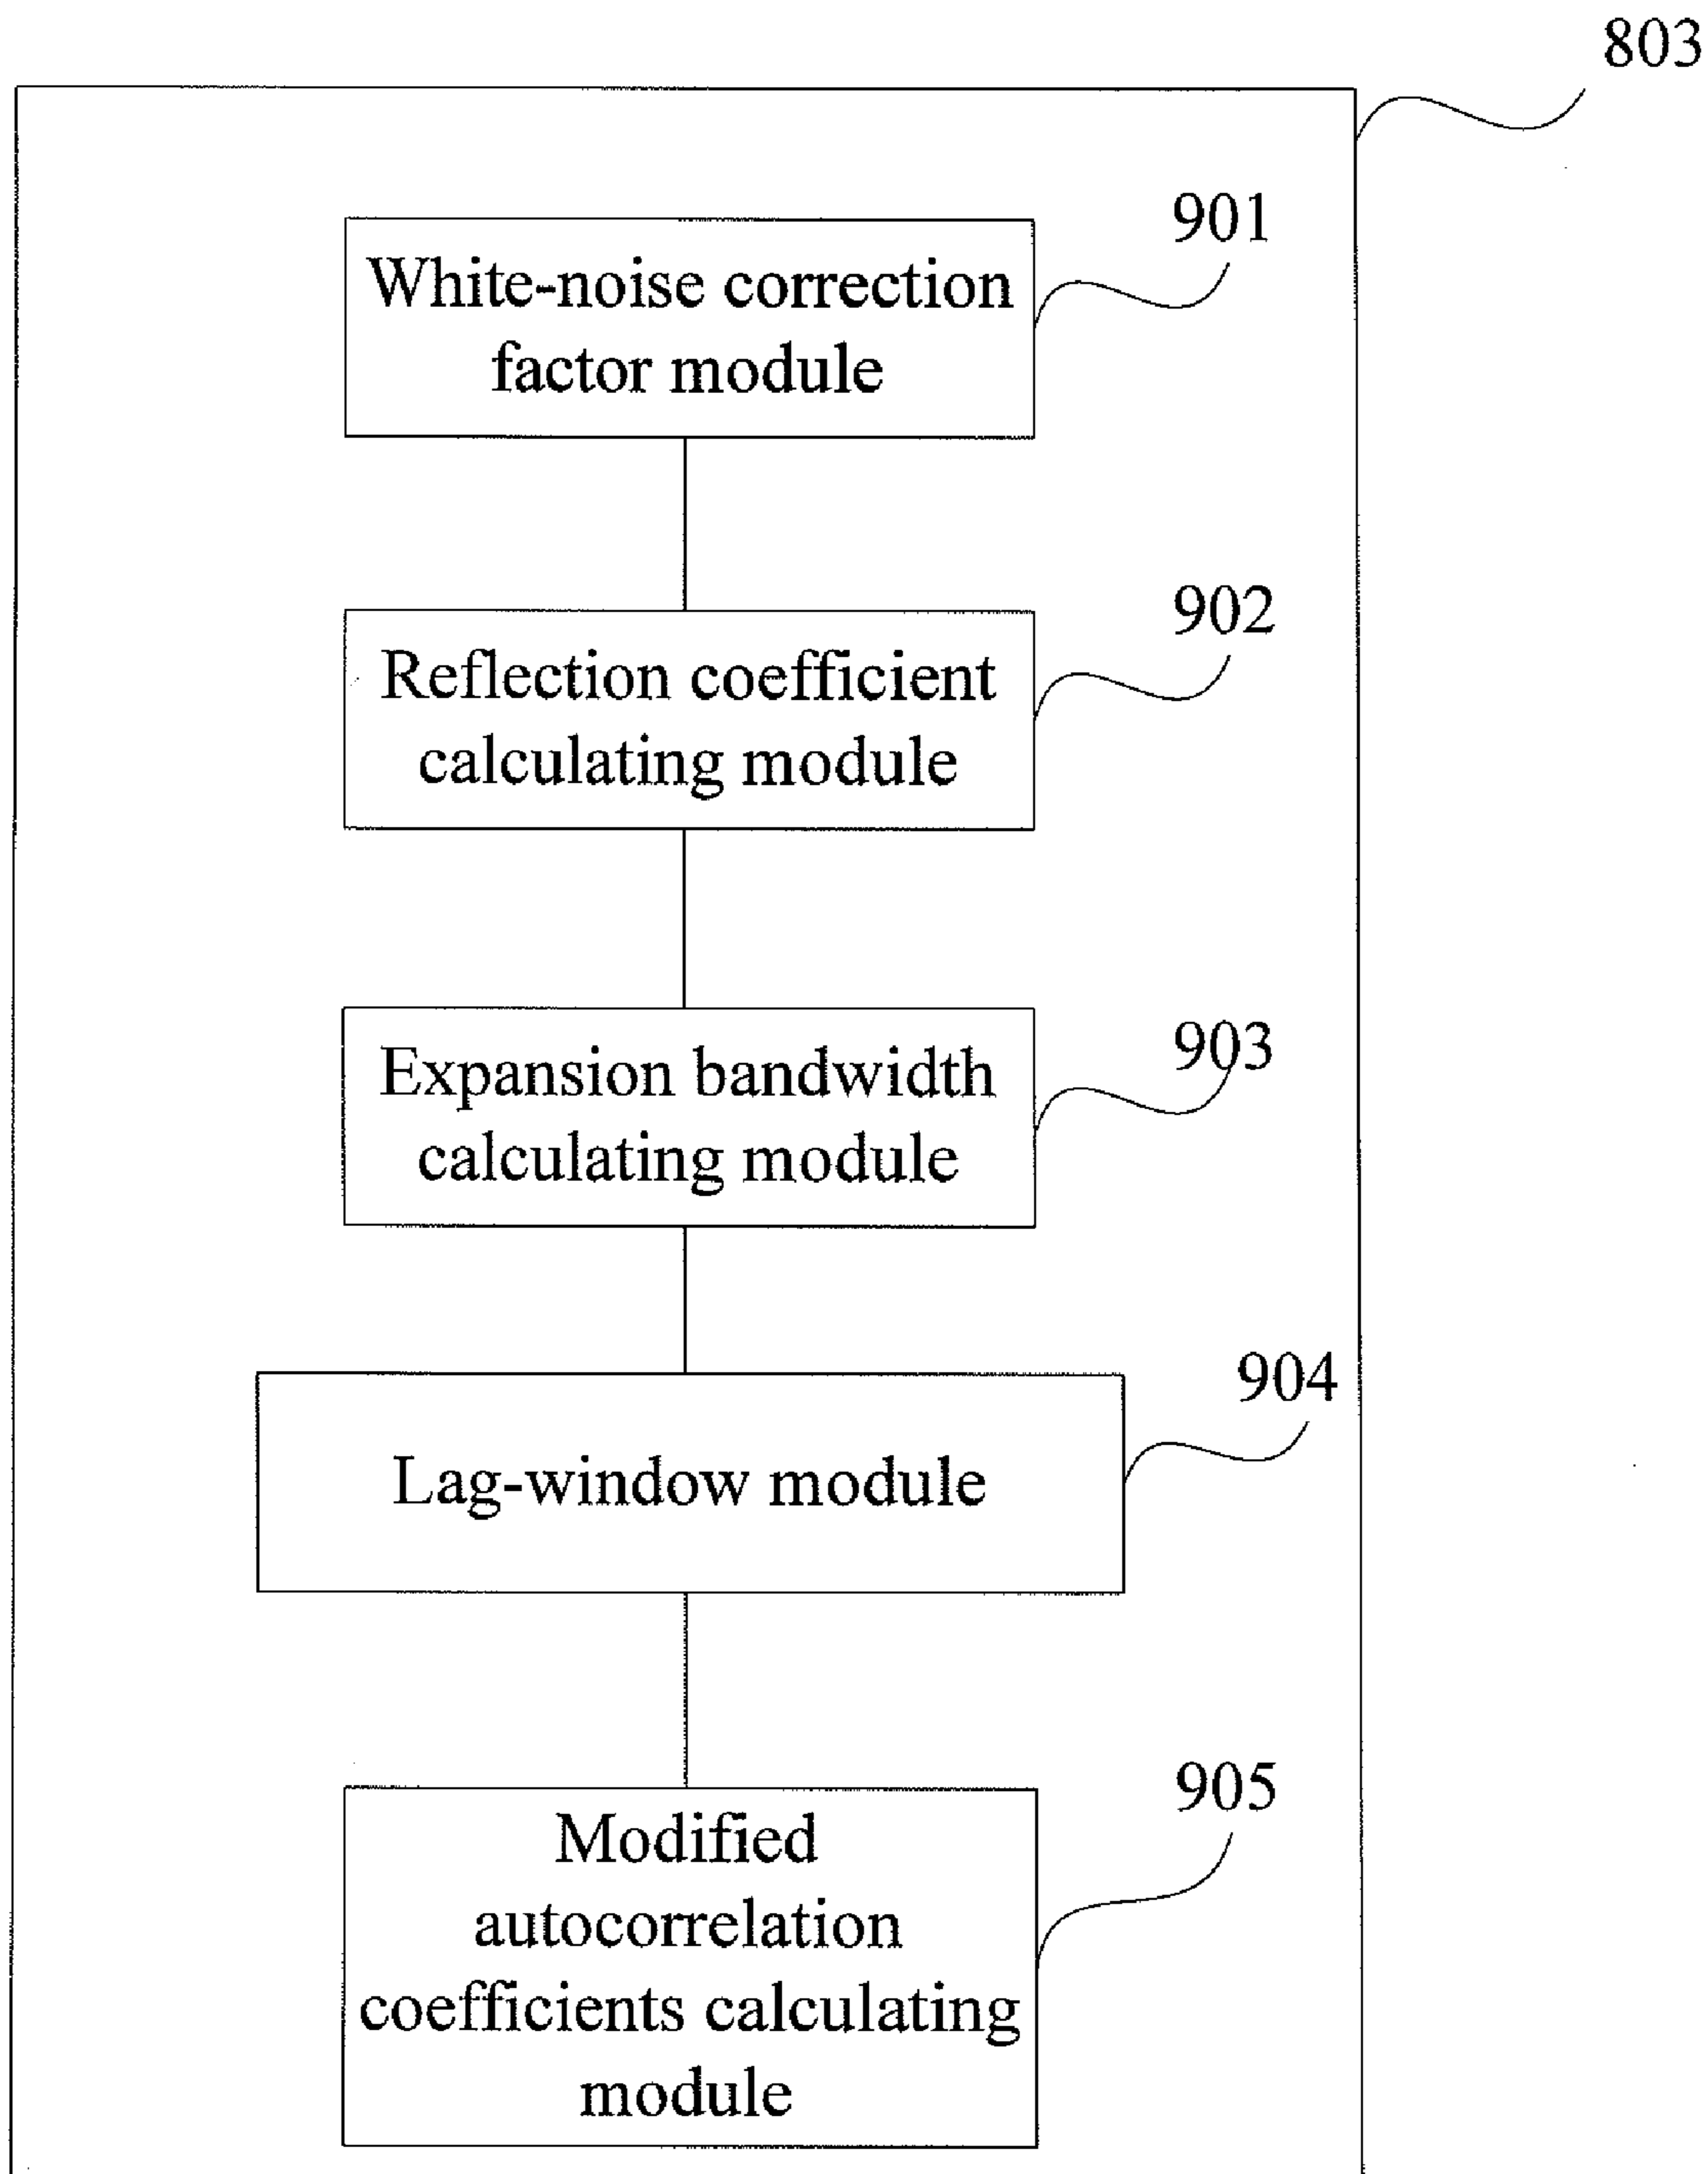 803
901
White-noise correction
factor module
902
Reflection coefficient
calculating module
903
Expansion bandwidth
calculating module
904
Lag-window module
905
Modified
autocorrelation
coefficients calculating
module